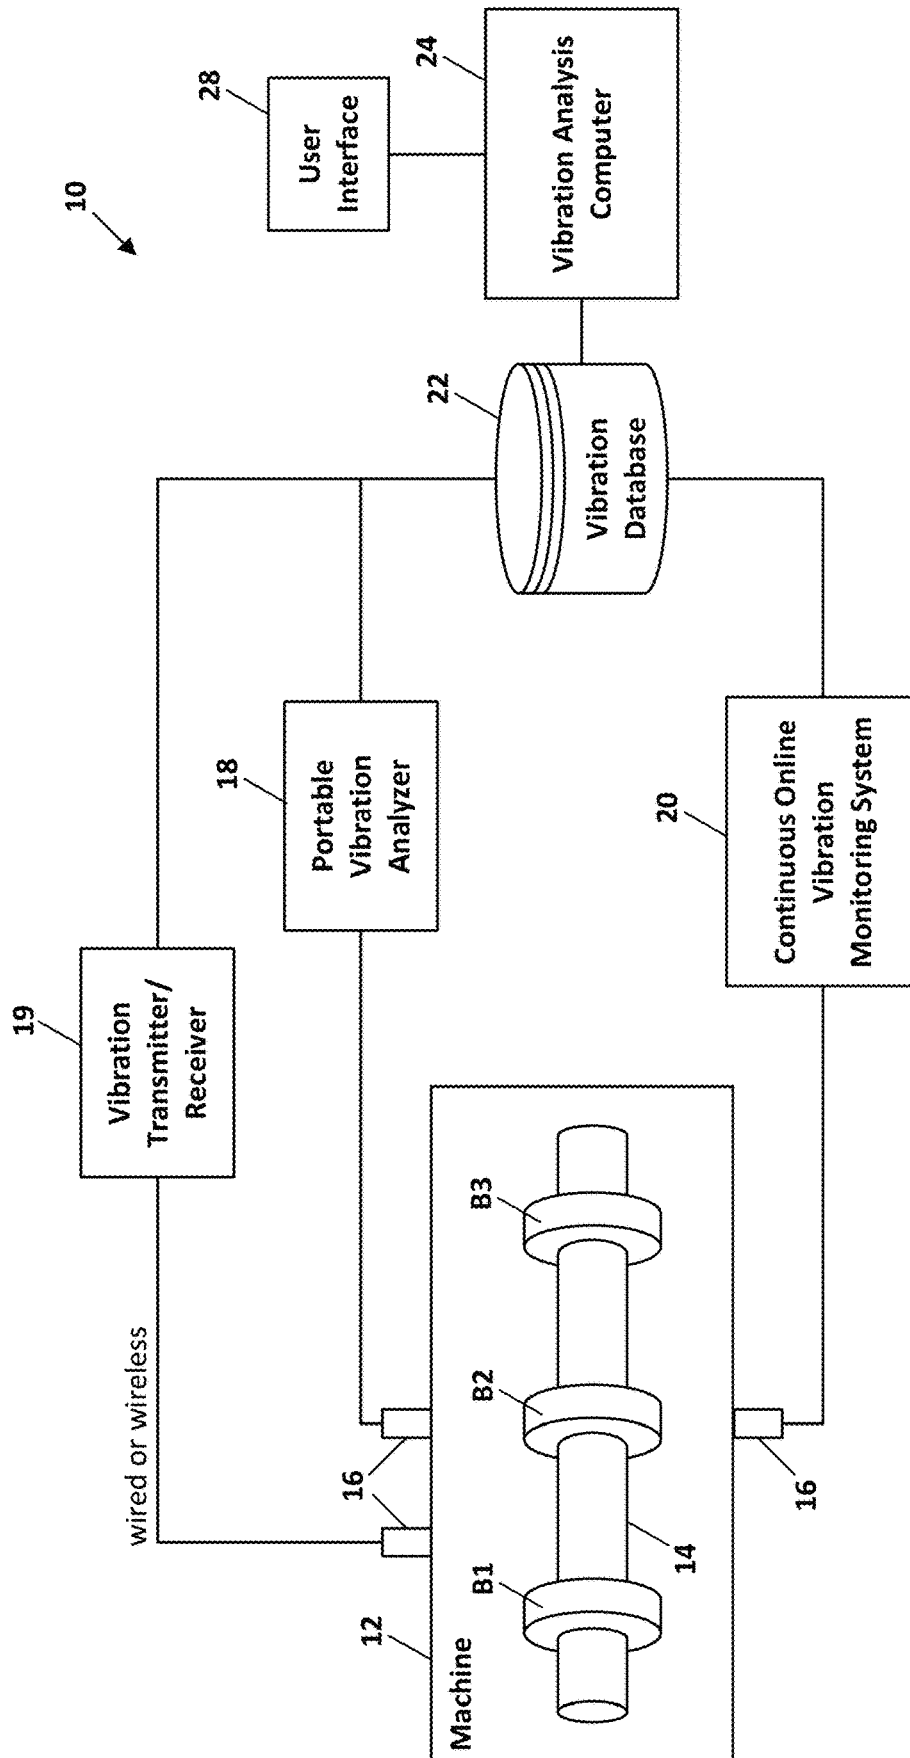 10
19
Vibration
Transmitter/
Receiver
wired or wireless
28
User
Interface
24
Vibration Analysis
Computer
18
Portable
Vibration
Analyzer
22
Vibration
Database
16
12
Machine
B1
B2
B3
14
16
20
Continuous Online
Vibration
Monitoring System